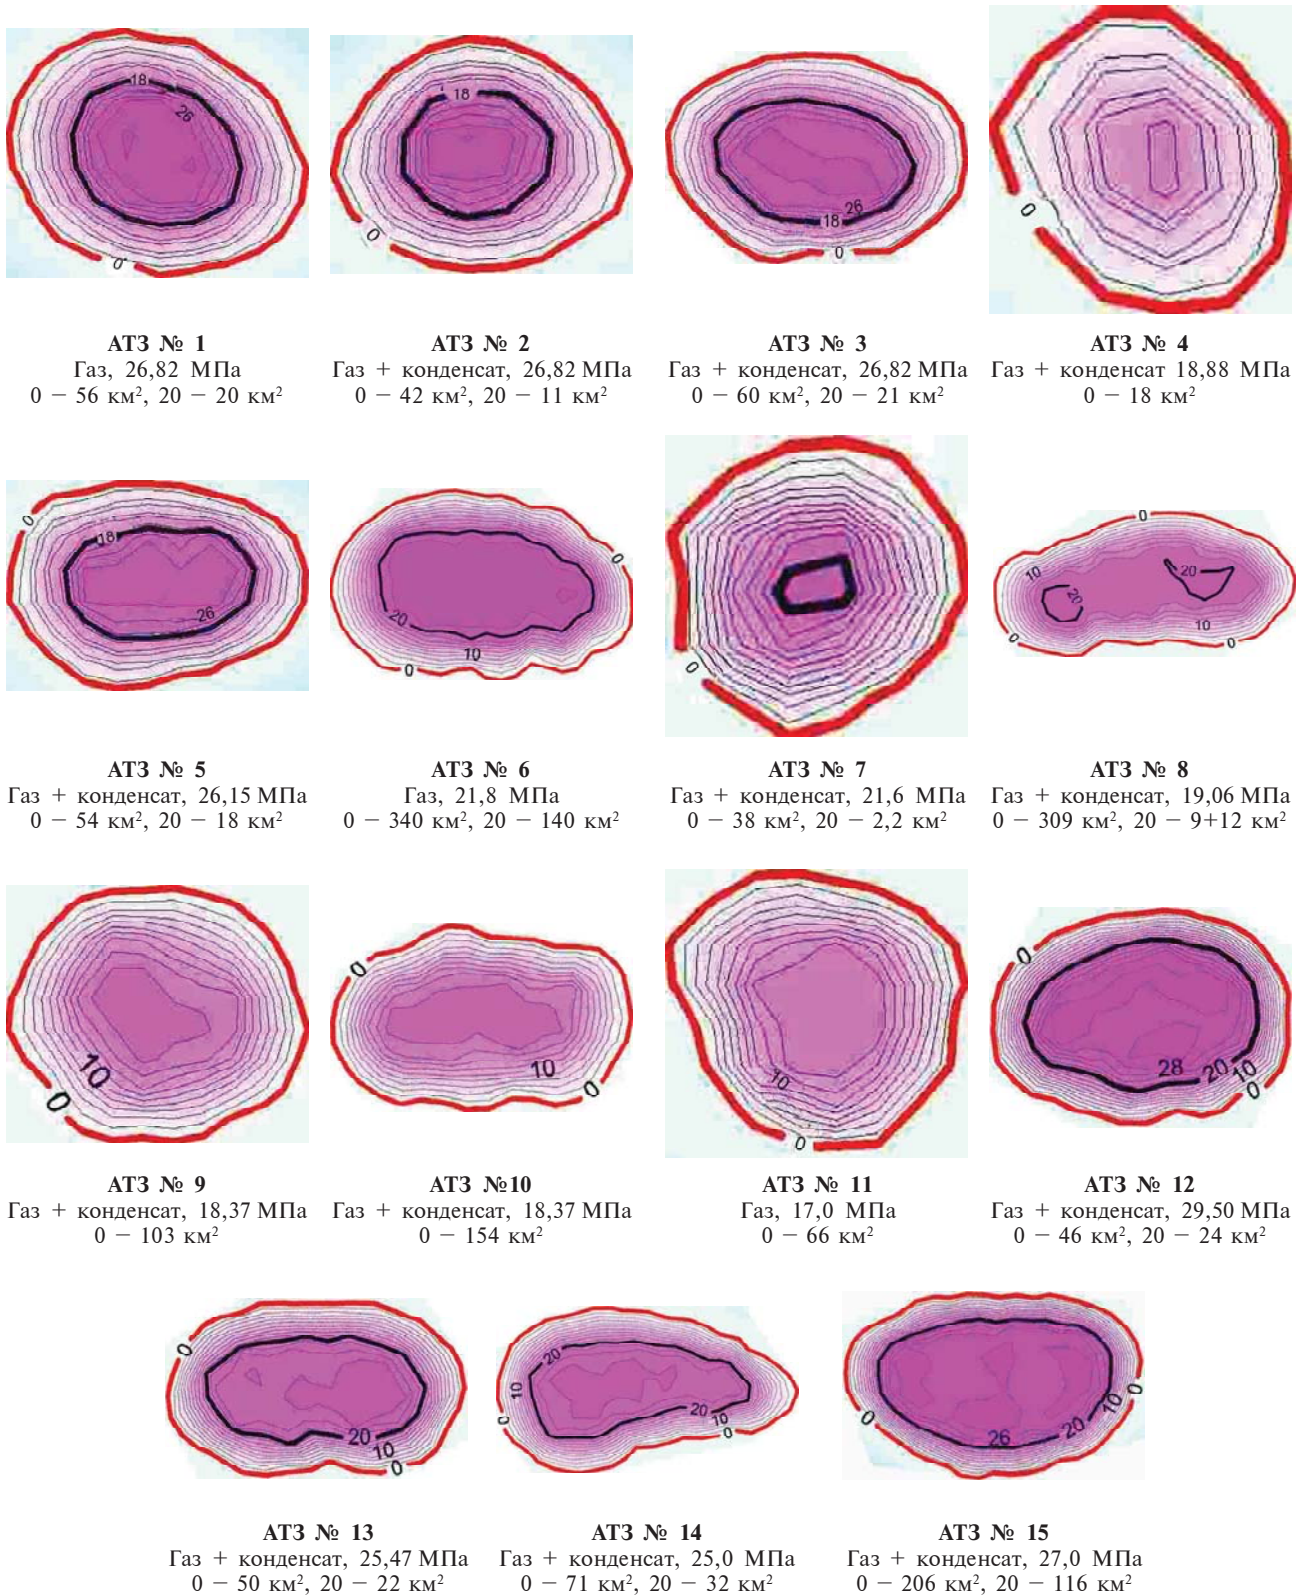 18
26
0
18
0
18
26
0
0
АТЗ № 1
Газ, 26,82 МПа
0 − 56 км², 20 − 20 км²
АТЗ № 2
Газ + конденсат, 26,82 МПа
0 − 42 км², 20 − 11 км²
АТЗ № 3
Газ + конденсат, 26,82 МПа
0 − 60 км², 20 − 21 км²
АТЗ № 4
Газ + конденсат 18,88 МПа
0 − 18 км²
0
18
26
0
20
10
0
0
0
10
20
20
10
0
0
АТЗ № 5
Газ + конденсат, 26,15 МПа
0 − 54 км², 20 − 18 км²
АТЗ № 6
Газ, 21,8 МПа
0 − 340 км², 20 − 140 км²
АТЗ № 7
Газ + конденсат, 21,6 МПа
0 − 38 км², 20 − 2,2 км²
АТЗ № 8
Газ + конденсат, 19,06 МПа
0 − 309 км², 20 − 9+12 км²
10
0
0
10
0
10
0
0
28
20
10
0
АТЗ № 9
Газ + конденсат, 18,37 МПа
0 − 103 км²
АТЗ №10
Газ + конденсат, 18,37 МПа
0 − 154 км²
АТЗ № 11
Газ, 17,0 МПа
0 − 66 км²
АТЗ № 12
Газ + конденсат, 29,50 МПа
0 − 46 км², 20 − 24 км²
0
20
10
0
20
10
0
20
10
0
0
26
20
10
0
АТЗ № 13
Газ + конденсат, 25,47 МПа
0 − 50 км², 20 − 22 км²
АТЗ № 14
Газ + конденсат, 25,0 МПа
0 − 71 км², 20 − 32 км²
АТЗ № 15
Газ + конденсат, 27,0 МПа
0 − 206 км², 20 − 116 км²